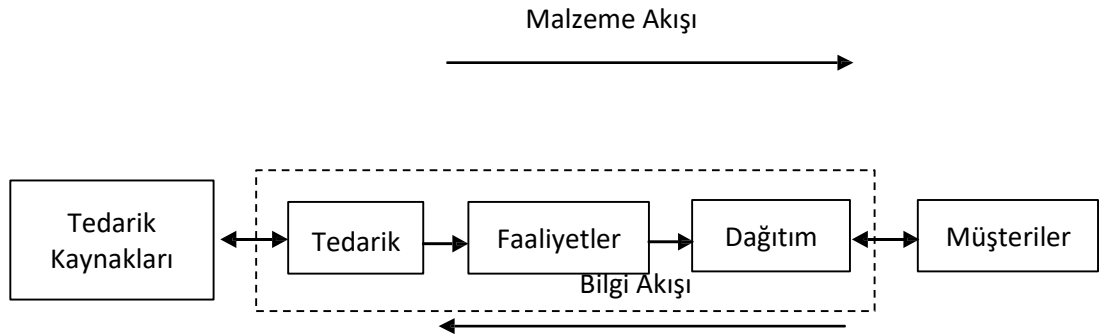 Malzeme Akışı
Tedarik
Kaynakları
Tedarik
Faaliyetler
Dağıtım
Müşteriler
Bilgi Akışı